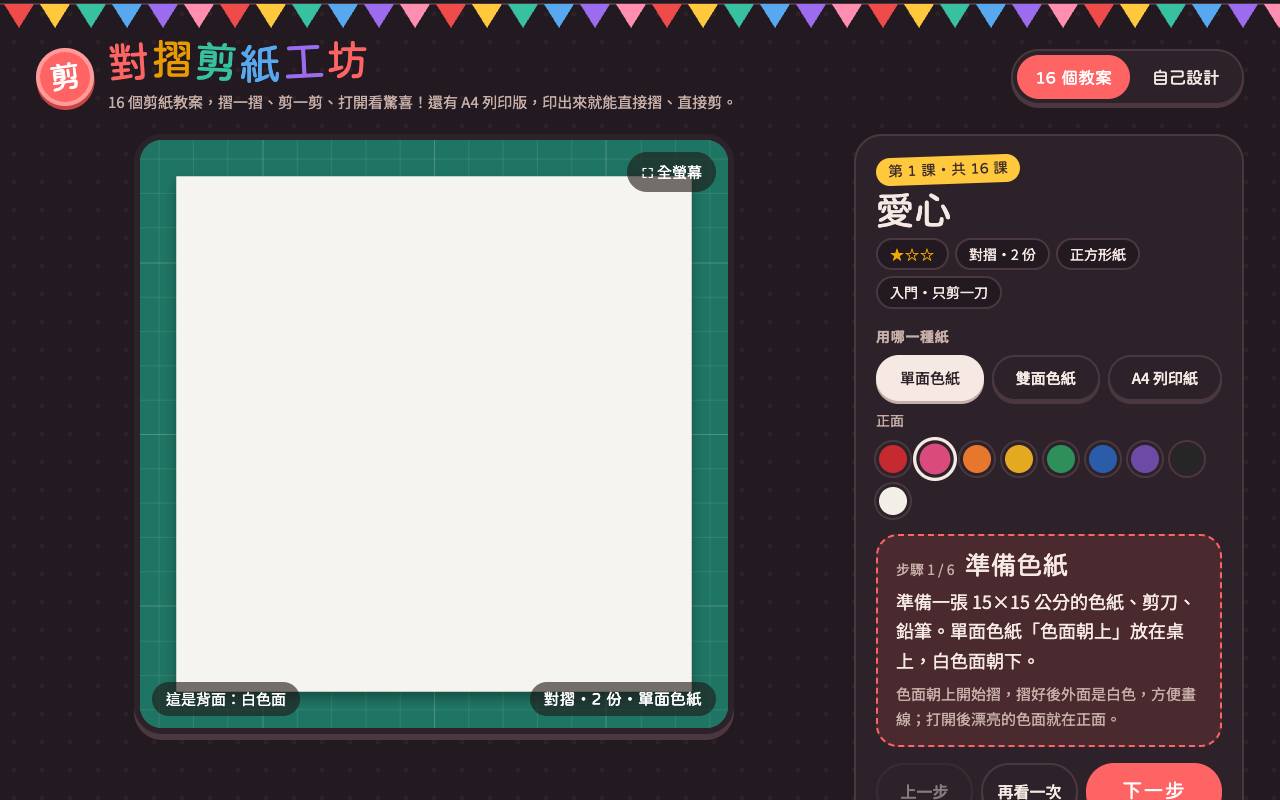 剪
對摺剪紙工坊
16 個剪紙教案，摺一摺、剪一剪、打開看驚喜！還有 A4 列印版，印出來就能直接摺、直接剪。
16 個教案
自己設計
全螢幕
這是背面：白色面
對摺・2 份・單面色紙
第 1 課・共 16 課
愛心
★☆☆
對摺・2 份
正方形紙
入門・只剪一刀
用哪一種紙
單面色紙
雙面色紙
A4 列印紙
正面
步驟 1 / 6 準備色紙
準備一張 15×15 公分的色紙、剪刀、
鉛筆。單面色紙「色面朝上」放在桌
上，白色面朝下。
色面朝上開始摺，摺好後外面是白色，方便畫
線；打開後漂亮的色面就在正面。
上一步
再看一次
下一步